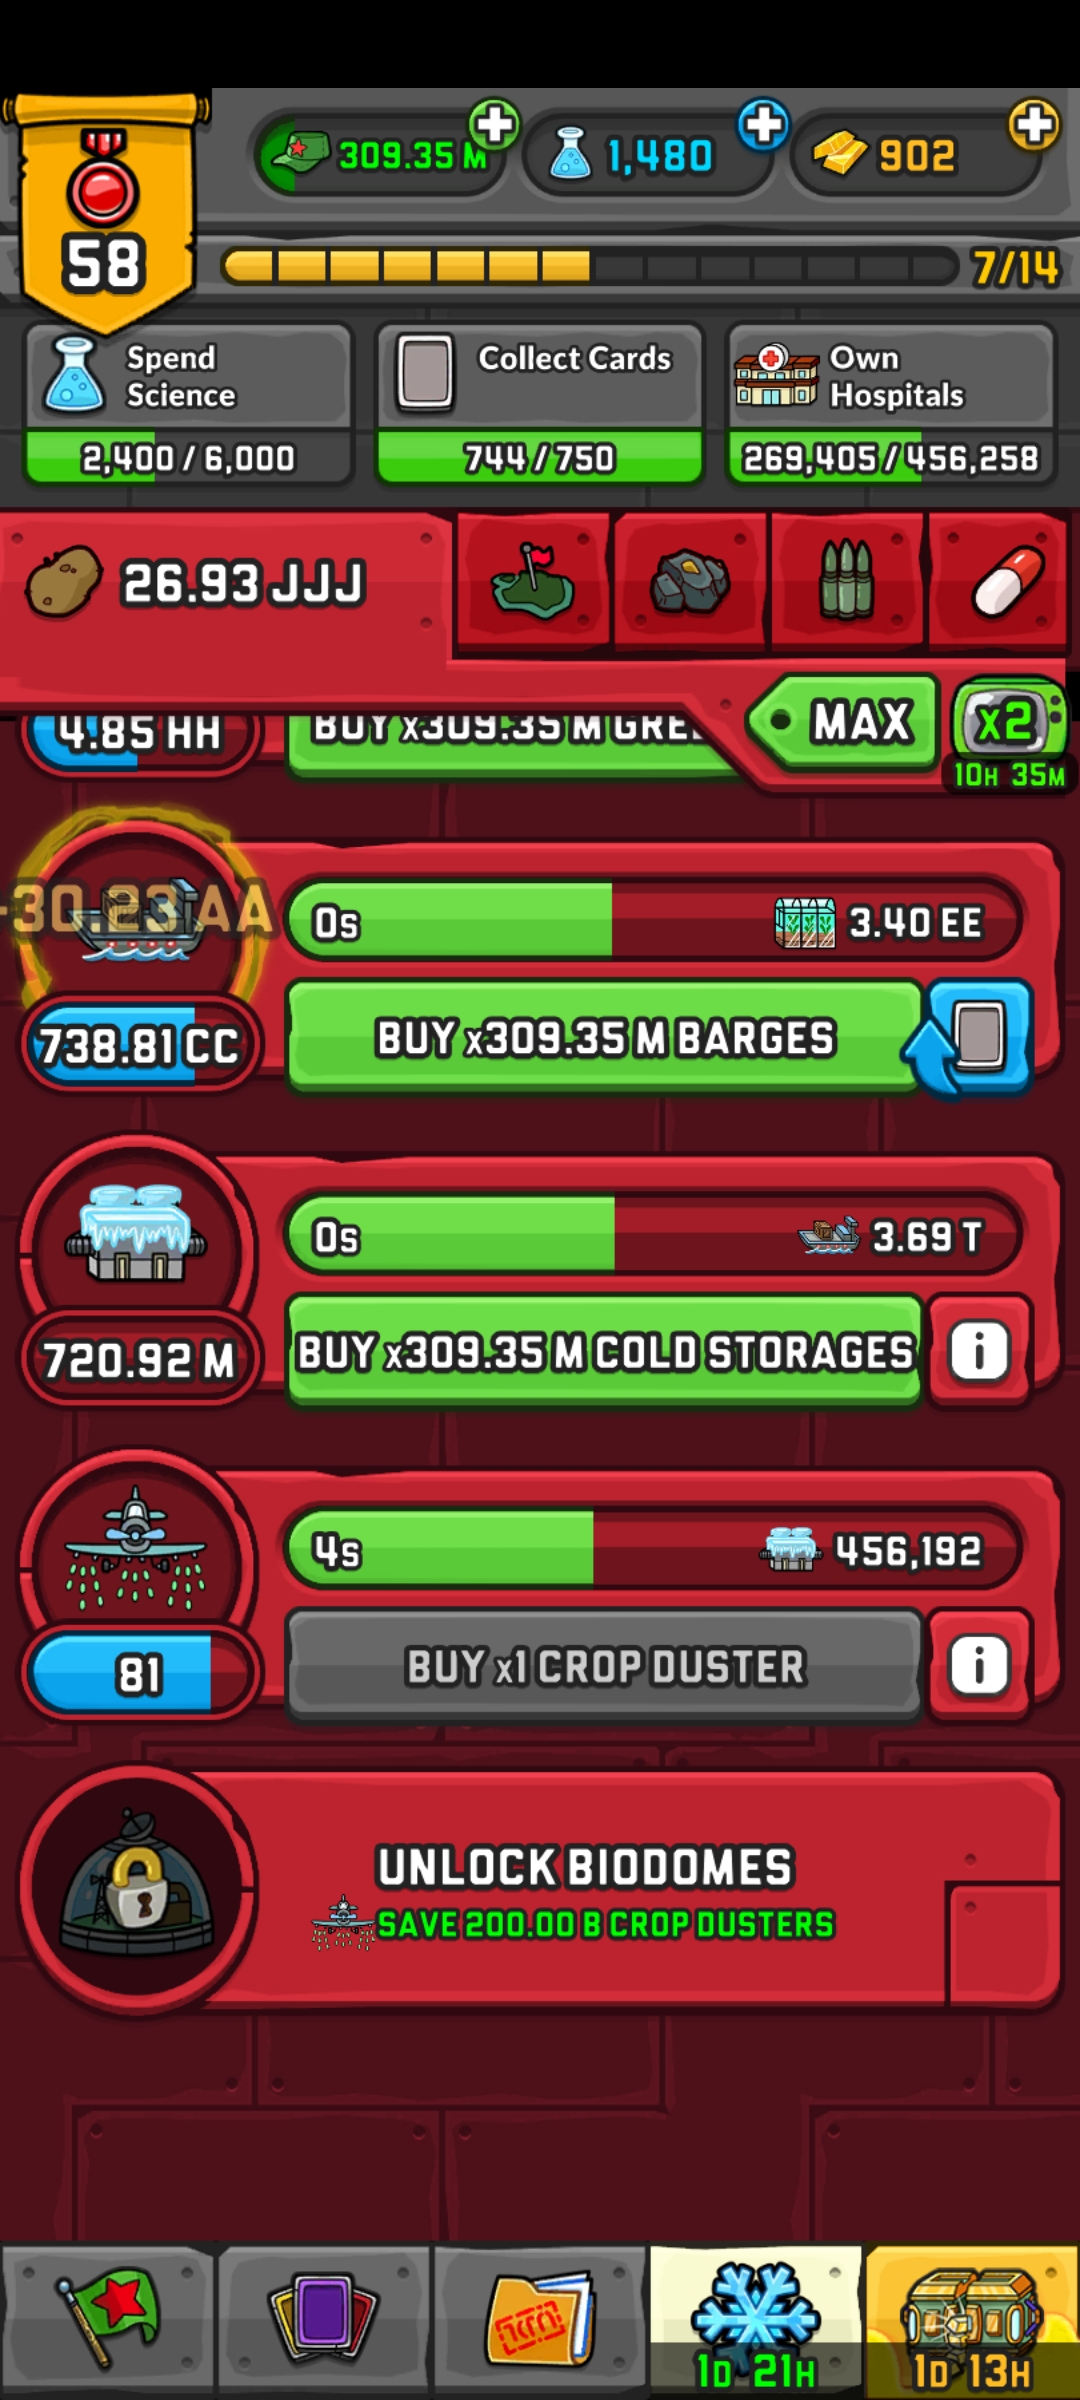 309.35 M
1,480
902
58
7/14
Spend
Science
2,400 / 6,000
Collect Cards
744 / 750
Own
Hospitals
269,405 / 456,258
26.93 JJJ
MAX
x2
10H 35M
4.85 HH
BUY x309.35 M GRE
-30.23 AA
0s
3.40 EE
738.81 CC
BUY x309.35 M BARGES
0s
3.69 T
720.92 M
BUY x309.35 M COLD STORAGES
i
4s
456,192
81
BUY x1 CROP DUSTER
i
UNLOCK BIODOMES
SAVE 200.00 B CROP DUSTERS
1D 21H
1D 13H